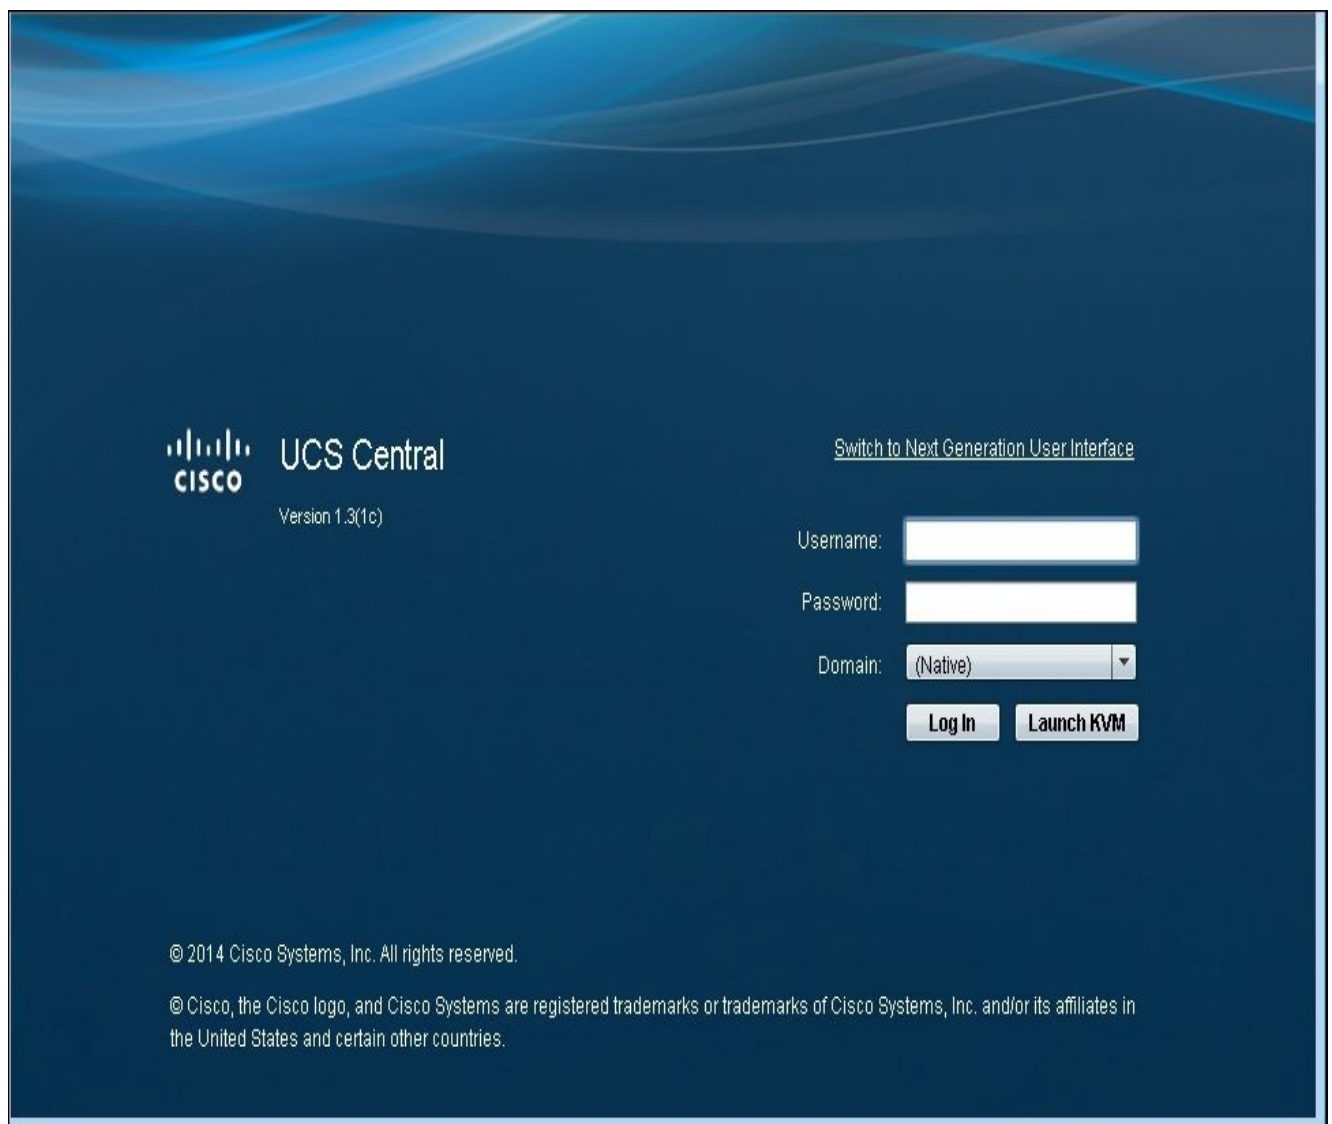 CISCO
UCS Central
Version 1.3(1c)
Switch to Next Generation User Interface
Username:
Password:
Domain:
(Native)
Log In
Launch KVM
© 2014 Cisco Systems, Inc. All rights reserved.
© Cisco, the Cisco logo, and Cisco Systems are registered trademarks or trademarks of Cisco Systems, Inc. and/or its affiliates in
the United States and certain other countries.